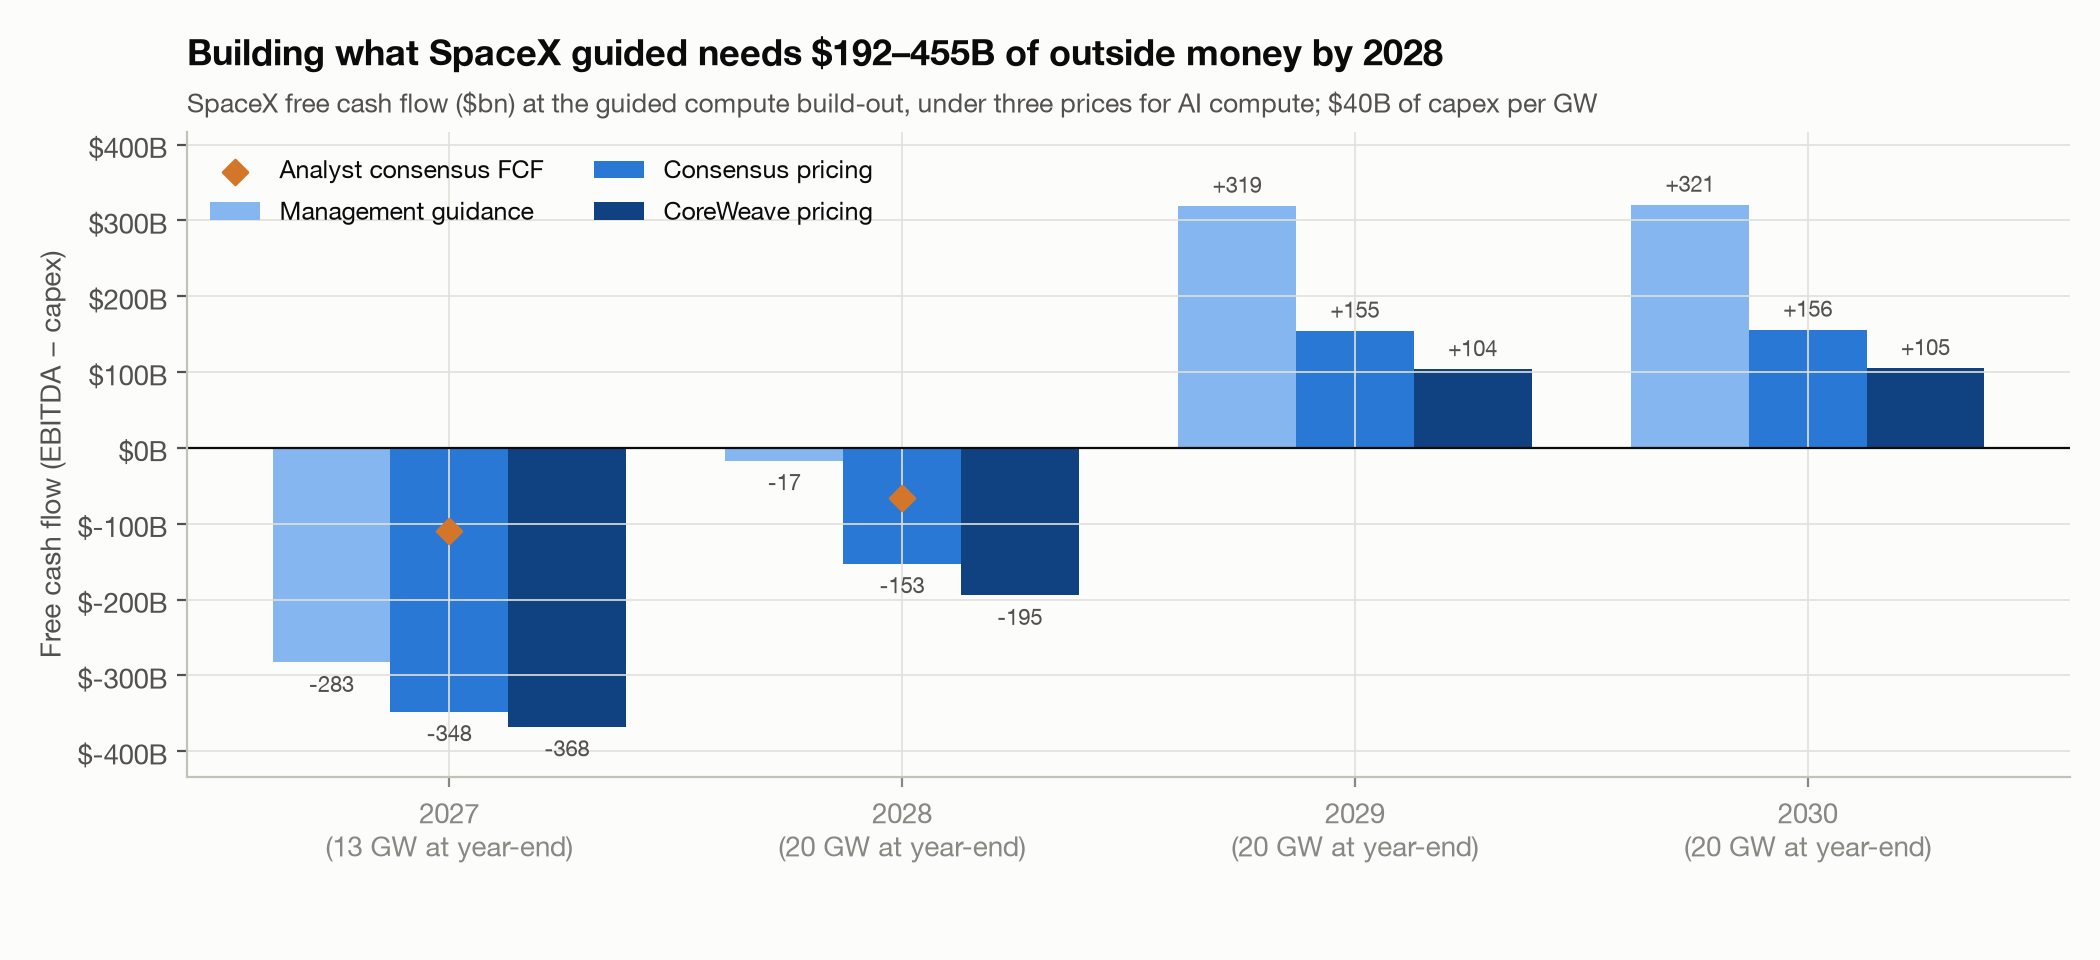 Building what SpaceX guided needs $192–455B of outside money by 2028
SpaceX free cash flow ($bn) at the guided compute build-out, under three prices for AI compute; $40B of capex per GW
Free cash flow (EBITDA – capex)
$400B
$300B
$200B
$100B
$0B
$-100B
$-200B
$-300B
$-400B
Analyst consensus FCF
Management guidance
Consensus pricing
CoreWeave pricing
-283
-348
-368
-17
-153
-195
+319
+155
+104
+321
+156
+105
2027
(13 GW at year-end)
2028
(20 GW at year-end)
2029
(20 GW at year-end)
2030
(20 GW at year-end)